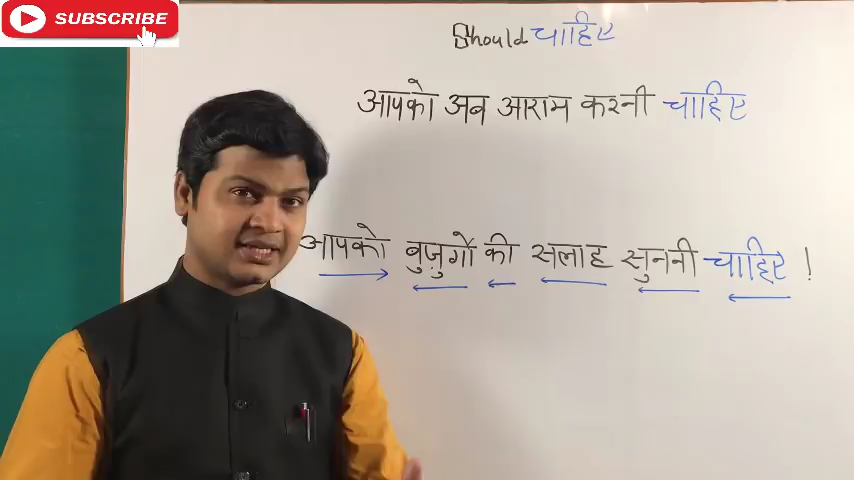 SUBSCRIBE
Should चाहिए
आपको अब आराम करनी चाहिए
आपको बुजुर्गो की सलाह सुननी चाहिए !